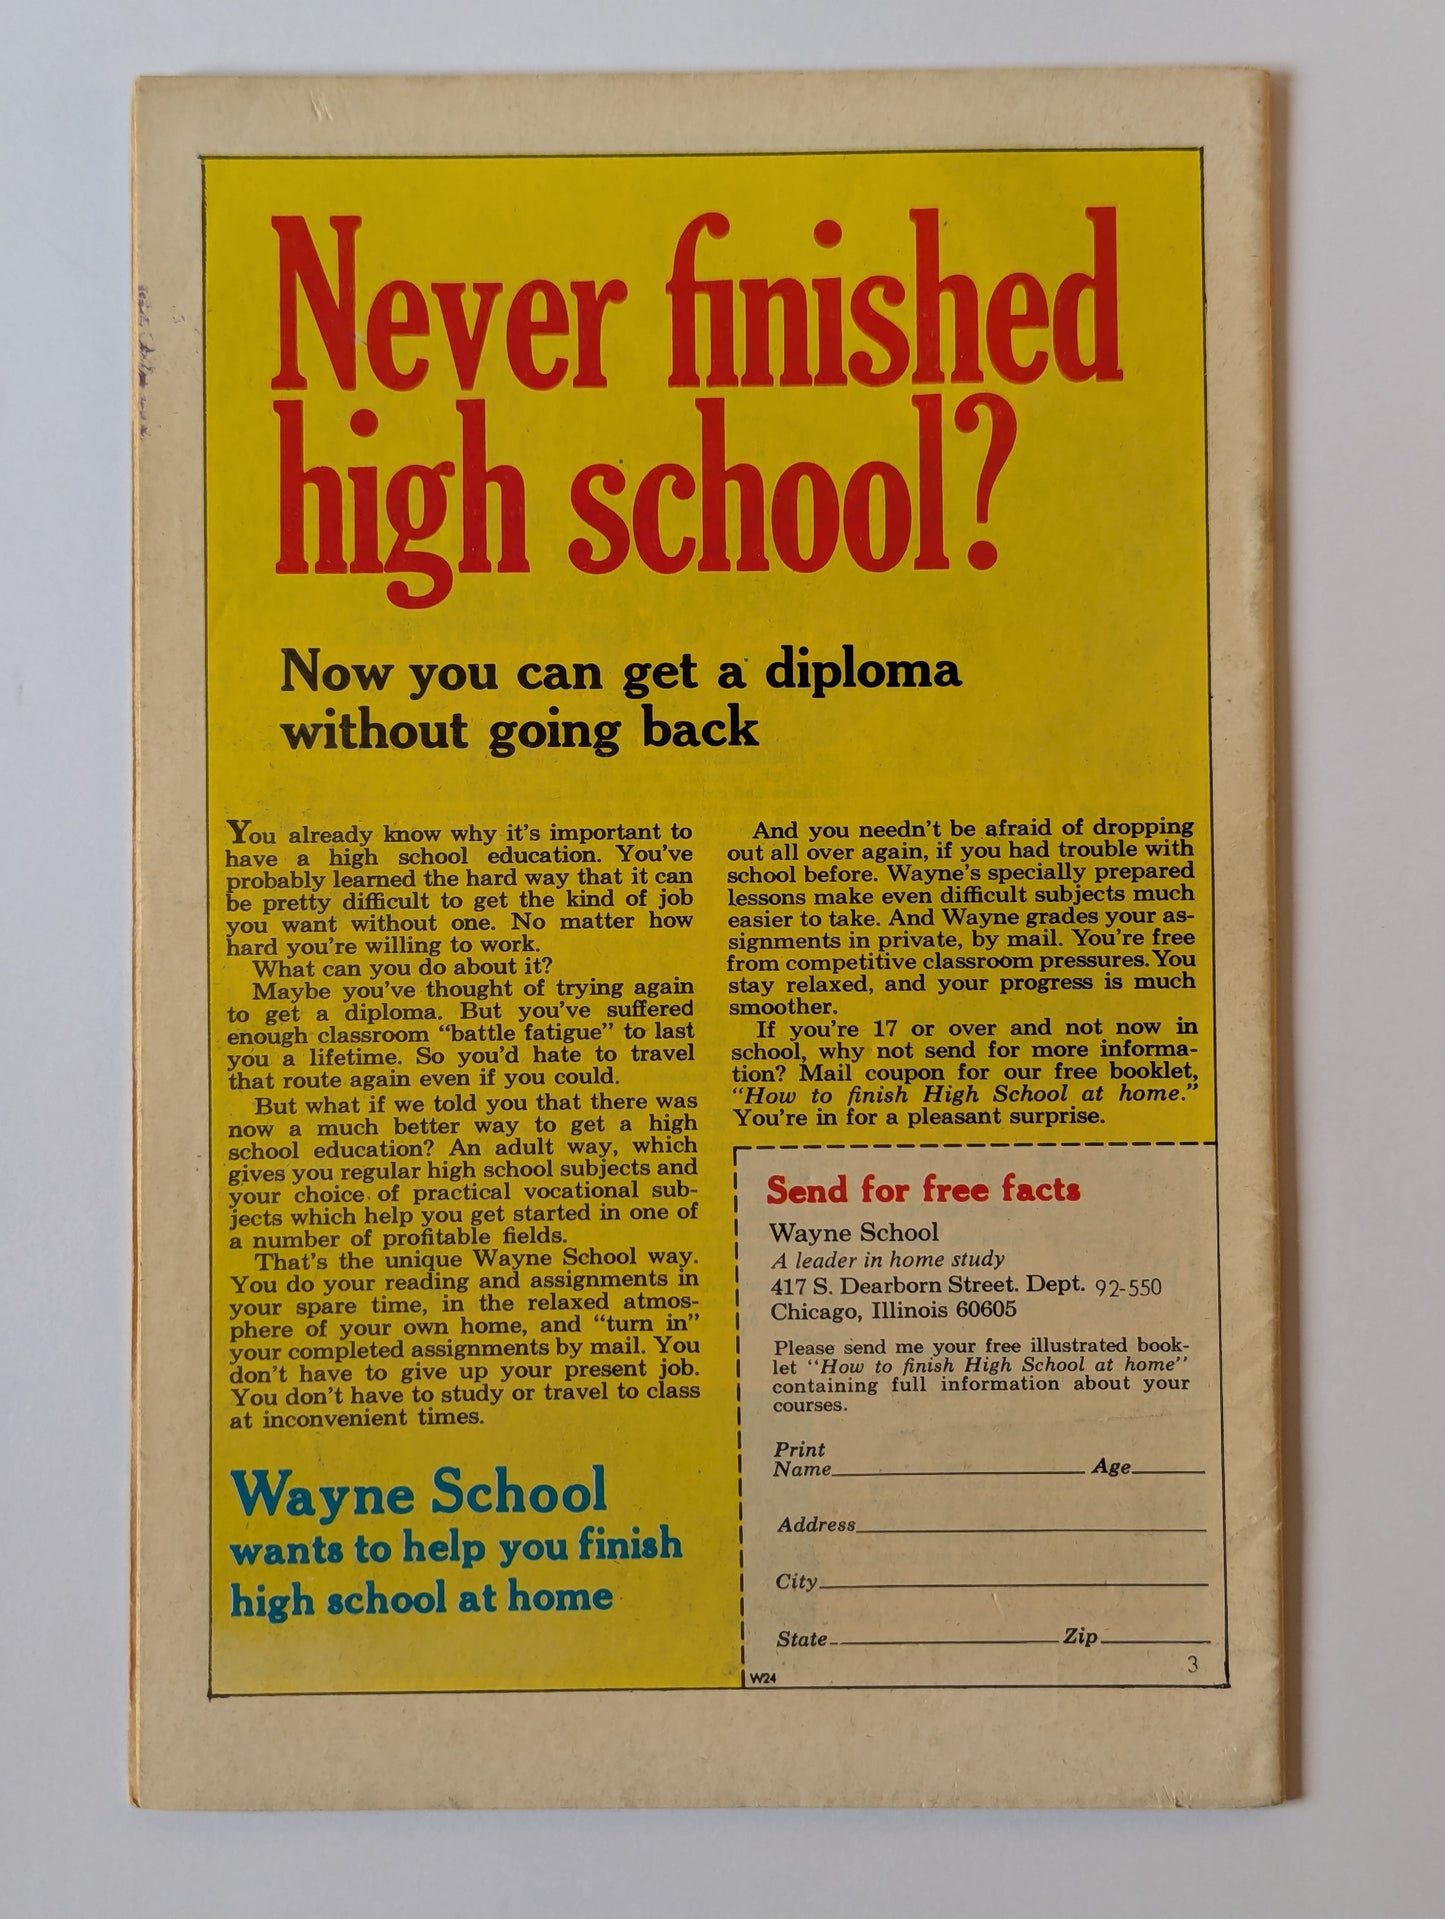 Never finished
high school?
Now you can get a diploma
without going back
You already know why it's important to
have a high school education. You've
probably learned the hard way that it can
be pretty difficult to get the kind of job
you want without one. No matter how
hard you're willing to work.
What can you do about it?
Maybe you've thought of trying again
to get a diploma. But you've suffered
enough classroom “battle fatigue” to last
you a lifetime. So you'd hate to travel
that route again even if you could.
But what if we told you that there was
now a much better way to get a high
school education? An adult way, which
gives you regular high school subjects and
your choice of practical vocational sub-
jects which help you get started in one of
a number of profitable fields.
That's the unique Wayne School way.
You do your reading and assignments in
your spare time, in the relaxed atmos-
phere of your own home, and “turn in”
your completed assignments by mail. You
don't have to give up your present job.
You don't have to study or travel to class
at inconvenient times.
Wayne School
wants to help you finish
high school at home
And you needn't be afraid of dropping
out all over again, if you had trouble with
school before. Wayne's specially prepared
lessons make even difficult subjects much
easier to take. And Wayne grades your as-
signments in private, by mail. You're free
from competitive classroom pressures. You
stay relaxed, and your progress is much
smoother.
If you're 17 or over and not now in
school, why not send for more informa-
tion? Mail coupon for our free booklet,
“How to finish High School at home.”
You're in for a pleasant surprise.
Send for free facts
Wayne School
A leader in home study
417 S. Dearborn Street. Dept. 92-550
Chicago, Illinois 60605
Please send me your free illustrated book-
let “How to finish High School at home”
containing full information about your
courses.
Print
Name Age
Address
City
State Zip
3
W24